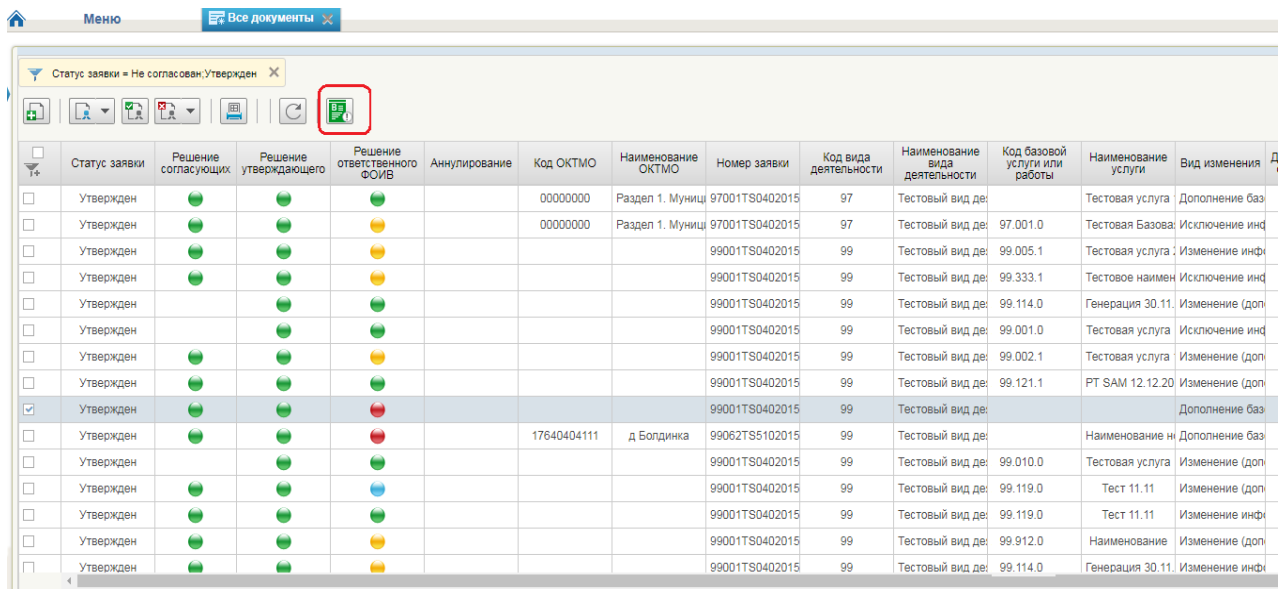 Меню Все документы
Статус заявки = Не согласован;Утвержден
Статус заявки Решение согласующих Решение утверждающего Решение ответственного ФОИВ Аннулирование Код ОКТМО Наименование ОКТМО Номер заявки Код вида деятельности Наименование вида деятельности Код базовой услуги или работы Наименование услуги Вид изменения Д
Утвержден 00000000 Раздел 1. Муници 97001TS0402015 97 Тестовый вид де Тестовая услуга Дополнение баз
Утвержден 00000000 Раздел 1. Муници 97001TS0402015 97 Тестовый вид де 97.001.0 Тестовая Базова Исключение инф
Утвержден 99001TS0402015 99 Тестовый вид де 99.005.1 Тестовая услуга Изменение инфо
Утвержден 99001TS0402015 99 Тестовый вид де 99.333.1 Тестовое наимен Исключение инф
Утвержден 99001TS0402015 99 Тестовый вид де 99.114.0 Генерация 30.11. Изменение (допо
Утвержден 99001TS0402015 99 Тестовый вид де 99.001.0 Тестовая услуга Исключение инф
Утвержден 99001TS0402015 99 Тестовый вид де 99.002.1 Тестовая услуга Изменение (допо
Утвержден 99001TS0402015 99 Тестовый вид де 99.121.1 PT SAM 12.12.20 Изменение (допо
Утвержден 99001TS0402015 99 Тестовый вид де Дополнение баз
Утвержден 17640404111 д Болдинка 99062TS5102015 99 Тестовый вид де Наименование но Дополнение баз
Утвержден 99001TS0402015 99 Тестовый вид де 99.010.0 Тестовая услуга Изменение (допо
Утвержден 99001TS0402015 99 Тестовый вид де 99.119.0 Тест 11.11 Изменение (допо
Утвержден 99001TS0402015 99 Тестовый вид де 99.119.0 Тест 11.11 Изменение инфо
Утвержден 99001TS0402015 99 Тестовый вид де 99.912.0 Наименование Изменение (допо
Утвержден 99001TS0402015 99 Тестовый вид де 99.114.0 Генерация 30.11. Изменение инфо